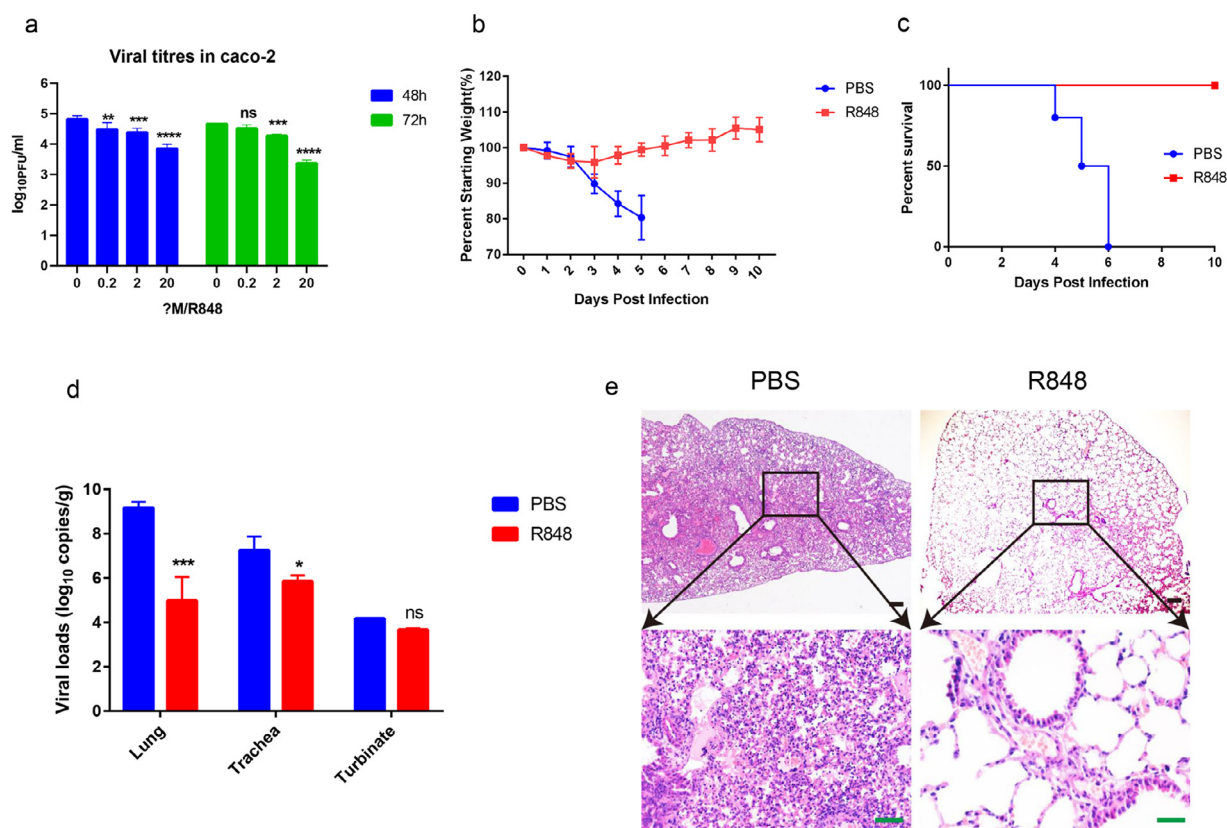 a
Viral titres in caco-2
log10PFU/ml
6
5
4
3
2
1
0
** *** ****
ns *** ****
0 0.2 2 20 0 0.2 2 20
?M/R848
48h
72h
b
Percent Starting Weight(%)
120
110
100
90
80
70
0 1 2 3 4 5 6 7 8 9 10
Days Post Infection
PBS
R848
c
Percent survival
100
50
0
0 2 4 6 8 10
Days Post Infection
PBS
R848
d
Viral loads (log10 copies/g)
10
8
6
4
2
0
***
*
ns
Lung Trachea Turbinate
PBS
R848
e
PBS R848